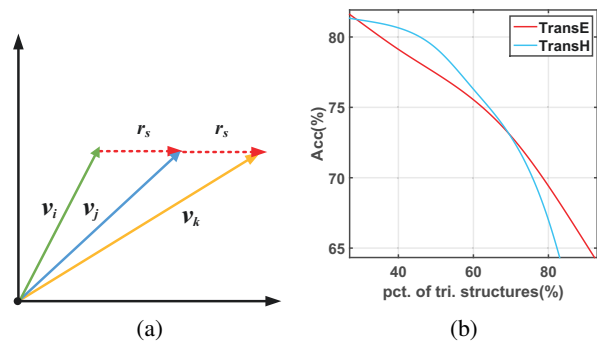 r_s r_s
v_i v_j v_k
(a)
80
75
70
65
Acc(%)
TransE
TransH
40 60 80
pct. of tri. structures(%)
(b)